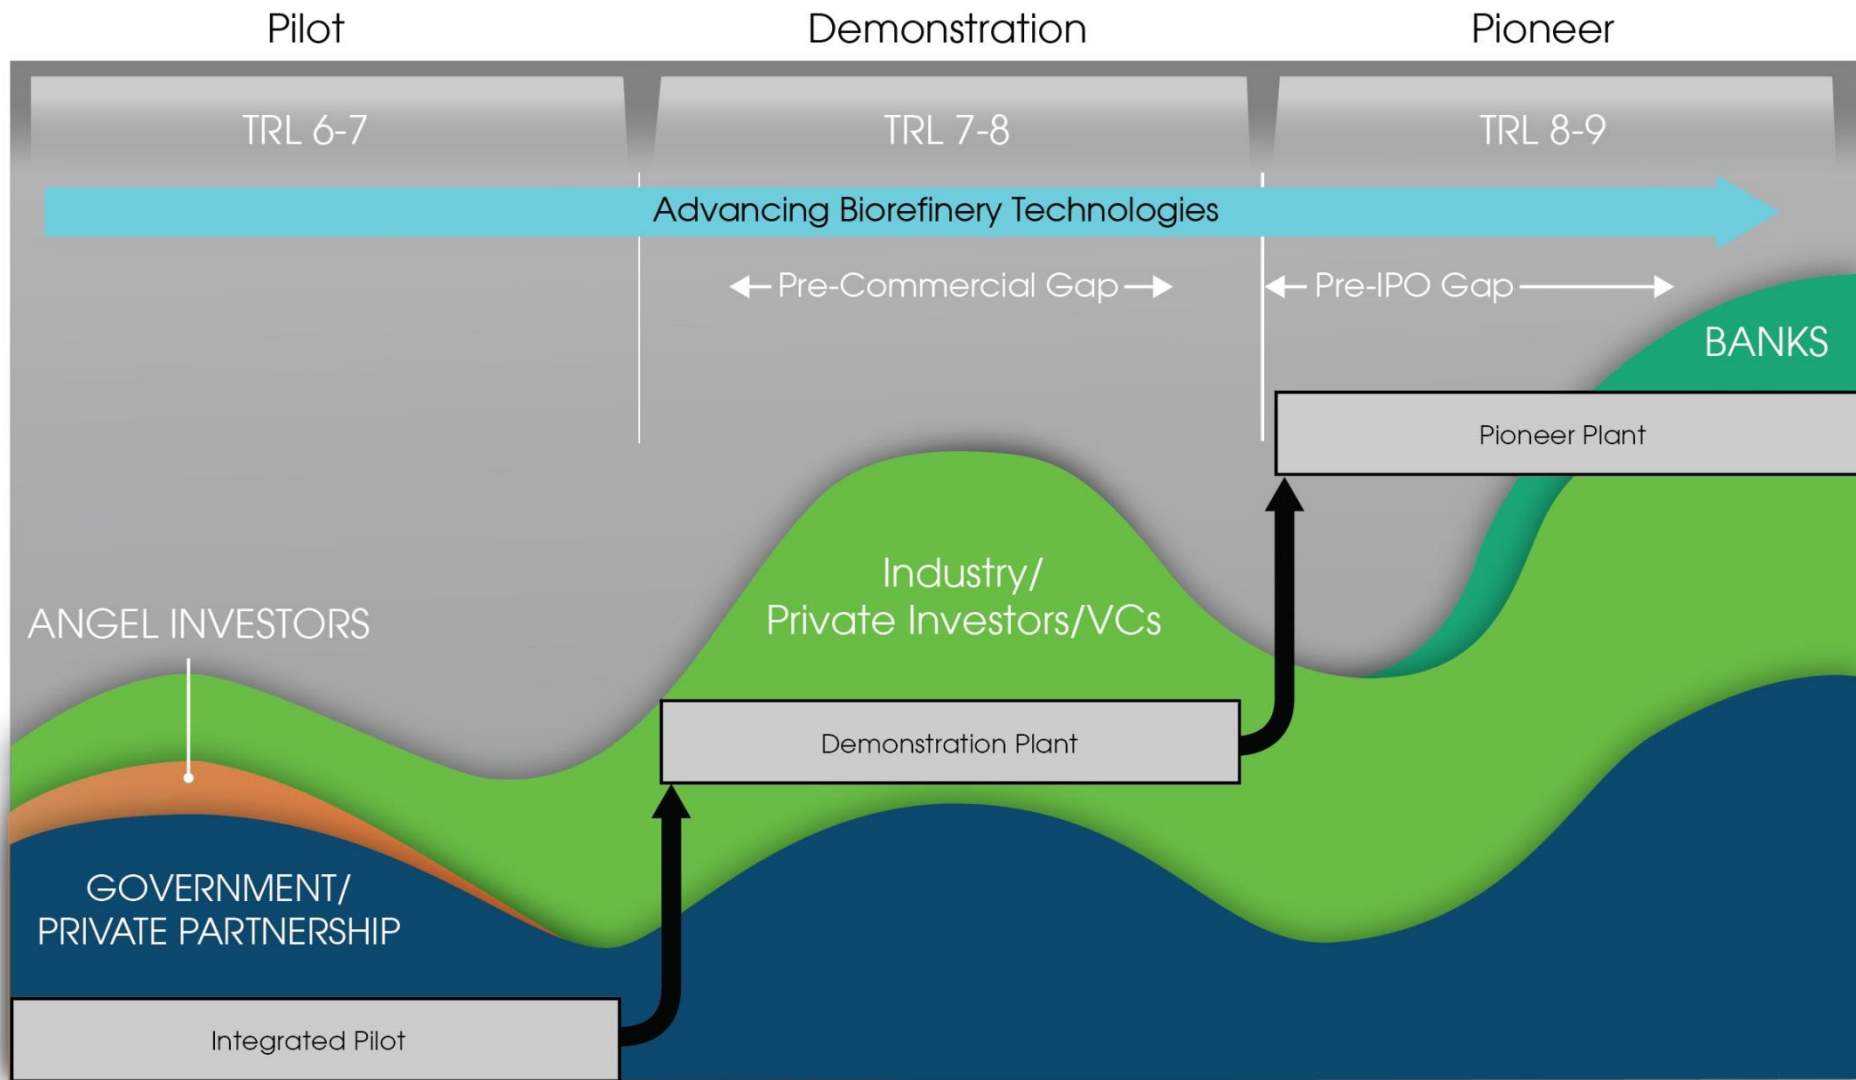 Pilot
Demonstration
Pioneer
TRL 6-7
TRL 7-8
TRL 8-9
Advancing Biorefinery Technologies
Pre-Commercial Gap
Pre-IPO Gap
BANKS
Pioneer Plant
Industry/
Private Investors/VCs
ANGEL INVESTORS
Demonstration Plant
GOVERNMENT/
PRIVATE PARTNERSHIP
Integrated Pilot